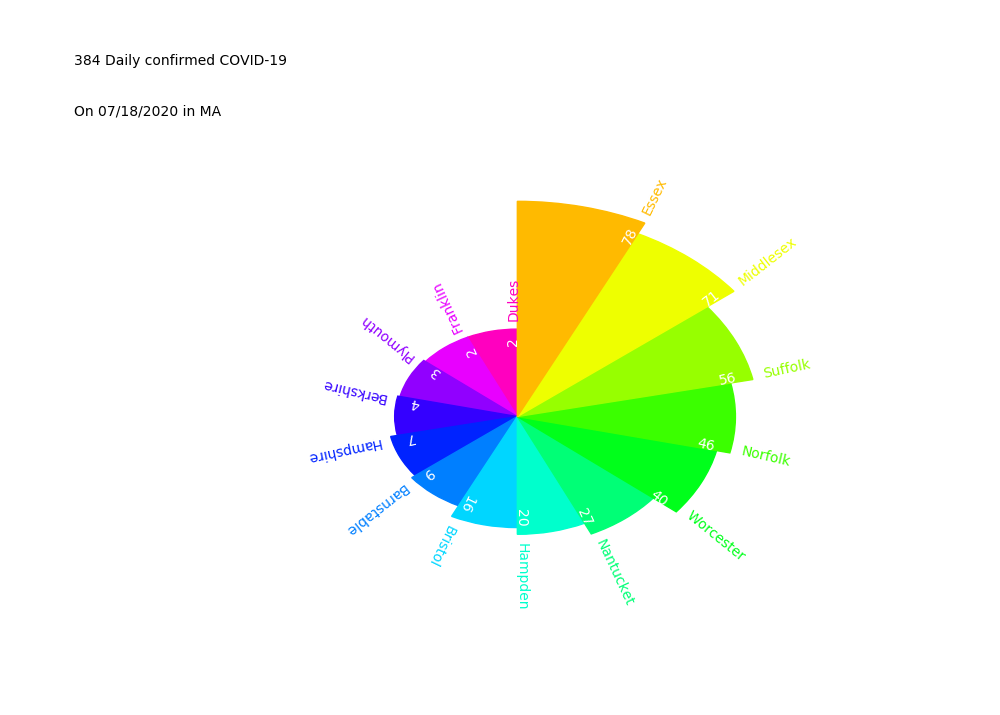 384 Daily confirmed COVID-19
On 07/18/2020 in MA
Essex
78
Middlesex
71
Suffolk
56
Norfolk
46
Worcester
40
Nantucket
27
Hampden
20
Bristol
16
Barnstable
9
Hampshire
7
Berkshire
4
Plymouth
3
Franklin
2
Dukes
2